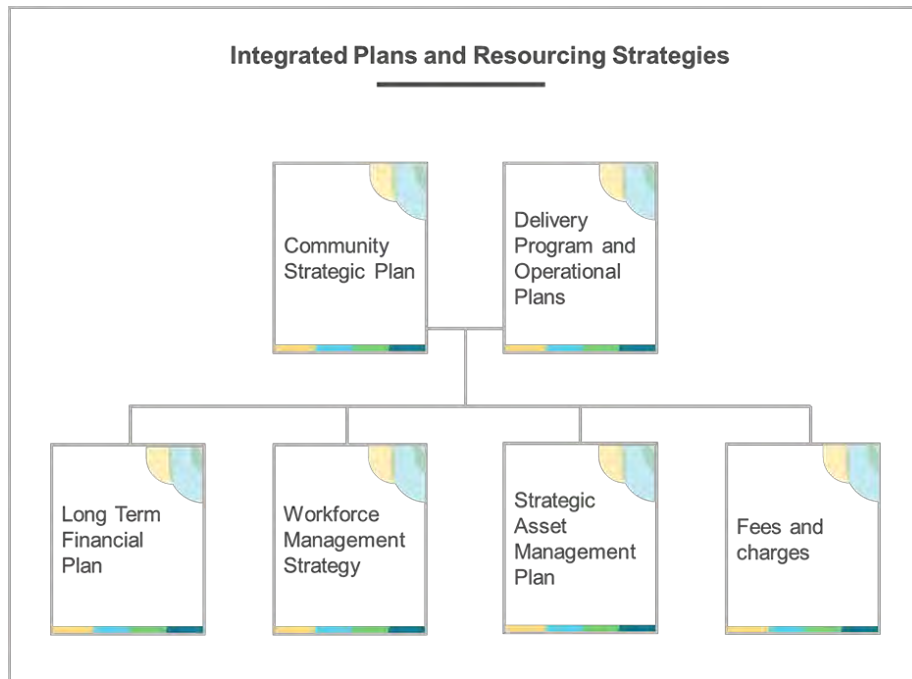 Integrated Plans and Resourcing Strategies
Community
Strategic Plan
Delivery
Program and
Operational
Plans
Long Term
Financial
Plan
Workforce
Management
Strategy
Strategic
Asset
Management
Plan
Fees and
charges